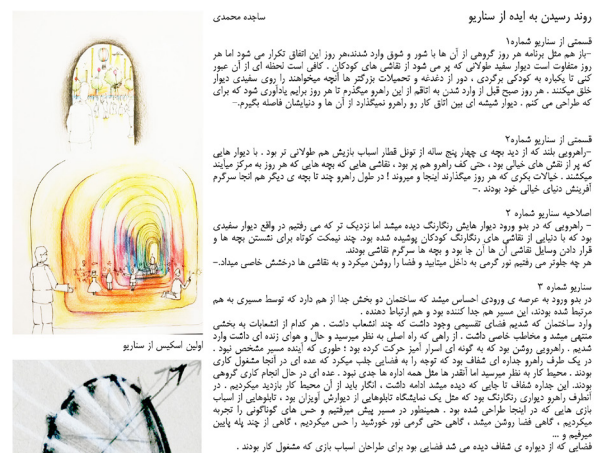 روند رسیدن به ایده از سناریو
ساجده محمدی
قسمتی از سناریو شماره۱
-باز هم مثل برنامه هر روز گروهی از آن ها با شور و شوق وارد شدند،هر روز این اتفاق تکرار می شود اما هر
روز متفاوت است دیوار سفید طولانی که پر می شود از نقاشی های کودکان . کافی است لحظه ای از آن عبور
کنی تا یکباره به کودکی برگردی ، دور از دغدغه و تحمیلات بزرگتر ها آنچه میخواهند را روی سفیدی دیوار
خلق میکنند . هر روز صبح قبل از وارد شدن به اتاقم از این راهرو میگذرم تا هر روز برایم یادآوری شود که برای
که طراحی می کنم . دیوار شیشه ای بین اتاق کار رو راهرو نمیگذارد از آن ها و دنیایشان فاصله بگیرم.-
قسمتی از سناریو شماره۲
-راهرویی بلند که از دید بچه ی چهار پنج ساله از تونل قطار اسباب بازیش هم طولانی تر بود . با دیوار هایی
که پر از نقش های خیالی بود ، حتی کف راهرو هم پر بود ، نقاشی هایی که بچه هایی که هر روز به مرکز میآیند
میکشند . خیالات بکری که هر روز میگذارند اینجا و میروند ! در طول راهرو چند تا بچه ی دیگر هم انجا سرگرم
آفرینش دنیای خیالی خود بودند .-
اصلاحیه سناریو شماره ۲
- راهرویی که در بدو ورود دیوار هایش رنگارنگ دیده میشد اما نزدیک تر که می رفتیم در واقع دیوار سفیدی
بود که با دنیایی از نقاشی های رنگارنگ کودکان پوشیده شده بود. چند نیمکت کوتاه برای نشستن بچه ها و
قرار دادن وسایل نقاشی آن ها آن جا بود و بچه ها سرگرم نقاشی بودند.
هر چه جلوتر می رفتیم نور گرمی به داخل میتابید و فضا را روشن میکرد و به نقاشی ها درخشش خاصی میداد.-
سناریو شماره ۳
در بدو ورود به عرصه ی ورودی احساس میشد که ساختمان دو بخش جدا از هم دارد که توسط مسیری به هم
مرتبط شده بودند، این مسیر هم جدا کننده بود و هم ارتباط دهنده .
وارد ساختمان که شدیم فضای تقسیمی وجود داشت که چند انشعاب داشت . هر کدام از انشعابات به بخشی
منتهی میشد و مخاطب خاصی داشت . از راهی که راه اصلی به نظر میرسید و حال و هوای زنده ای داشت وارد
شدیم . راهرویی روشن بود که به گونه ای اسرار آمیز حرکت کرده بود ؛ طوری که آینده مسیر مشخص نبود .
در یک طرف راهرو جداره ای شفاف بود که توجه را به فضایی جلب میکرد که عده ای در آنجا مشغول کاری
بودند . محیط کار به نظر میرسید اما آنقدر ها مثل همه اداره ها جدی نبود . عده ای در حال انجام کاری گروهی
بودند. این جداره شفاف تا جایی که دیده میشد ادامه داشت ، انگار باید از آن محیط کار بازدید میکردیم . در
آنطرف راهرو دیواری رنگارنگ بود که مثل یک نمایشگاه تابلوهایی از دیوارش آویزان بود ، تابلوهایی از اسباب
بازی هایی که در اینجا طراحی شده بود . همینطور در مسیر پیش میرفتیم و حس های گوناگونی را تجربه
میکردیم ، گاهی فضا روشن میشد ، گاهی حتی گرمی نور خورشید را حس میکردیم ، گاهی از چند پله پایین
میرفیم و ...
فضایی که از دیواره ی شفاف دیده می شد فضایی بود برای طراحان اسباب بازی که مشغول کار بودند .
اولین اسکیس از سناریو